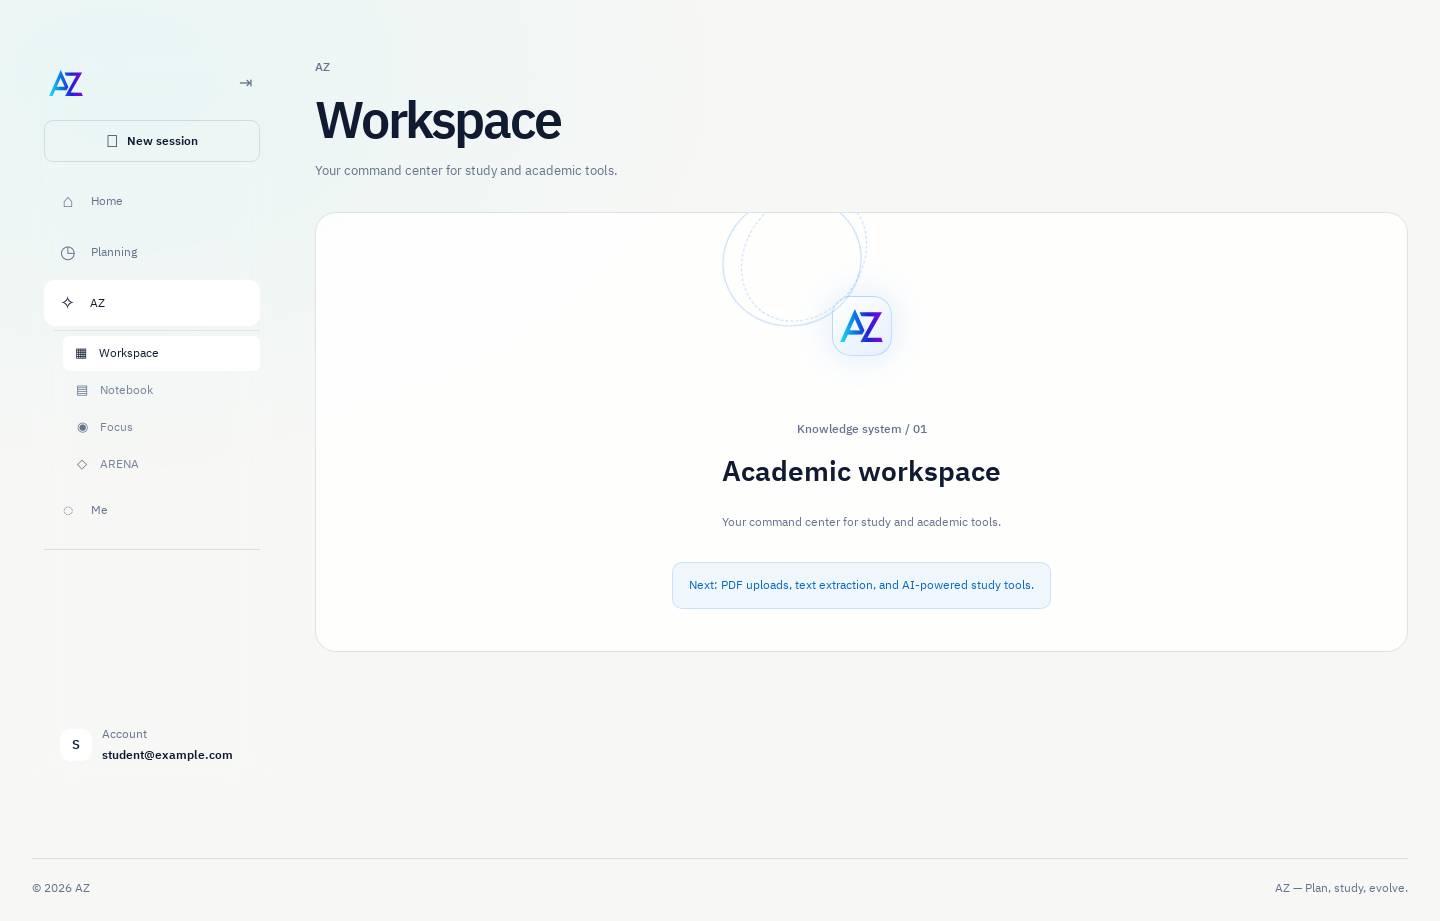 AZ
New session
Home
Planning
AZ
Workspace
Notebook
Focus
ARENA
Me
Account
S
student@example.com
AZ
Workspace
Your command center for study and academic tools.
AZ
Knowledge system / 01
Academic workspace
Your command center for study and academic tools.
Next: PDF uploads, text extraction, and AI-powered study tools.
© 2026 AZ
AZ — Plan, study, evolve.